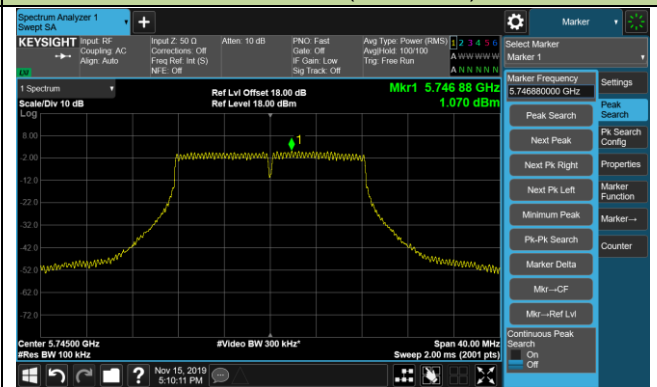 Spectrum Analyzer 1
Swept SA
+
Marker
KEYSIGHT
Input: RF
Coupling: AC
Align: Auto
Input Z: 50 Ω
Corrections: Off
Freq Ref: Int (S)
NFE: Off
Atten: 10 dB
PNO: Fast
Gate: Off
IF Gain: Low
Sig Track: Off
Avg Type: Power (RMS)
Avg|Hold: 100/100
Trig: Free Run
1 2 3 4 5 6
A W W W W W
A N N N N N
LXI
Select Marker
Marker 1
1 Spectrum
Scale/Div 10 dB
Log
Ref Lvl Offset 18.00 dB
Ref Level 18.00 dBm
Mkr1 5.746 88 GHz
1.070 dBm
1
8.00
-2.00
-12.0
-22.0
-32.0
-42.0
-52.0
-62.0
-72.0
Center 5.74500 GHz
#Res BW 100 kHz
#Video BW 300 kHz*
Span 40.00 MHz
Sweep 2.00 ms (2001 pts)
Marker Frequency
5.746880000 GHz
Peak Search
Next Peak
Next Pk Right
Next Pk Left
Minimum Peak
Pk-Pk Search
Marker Delta
Mkr→CF
Mkr→Ref Lvl
Continuous Peak
Search
On
Off
Settings
Peak
Search
Pk Search
Config
Properties
Marker
Function
Marker→
Counter
?
Nov 15, 2019
5:10:11 PM